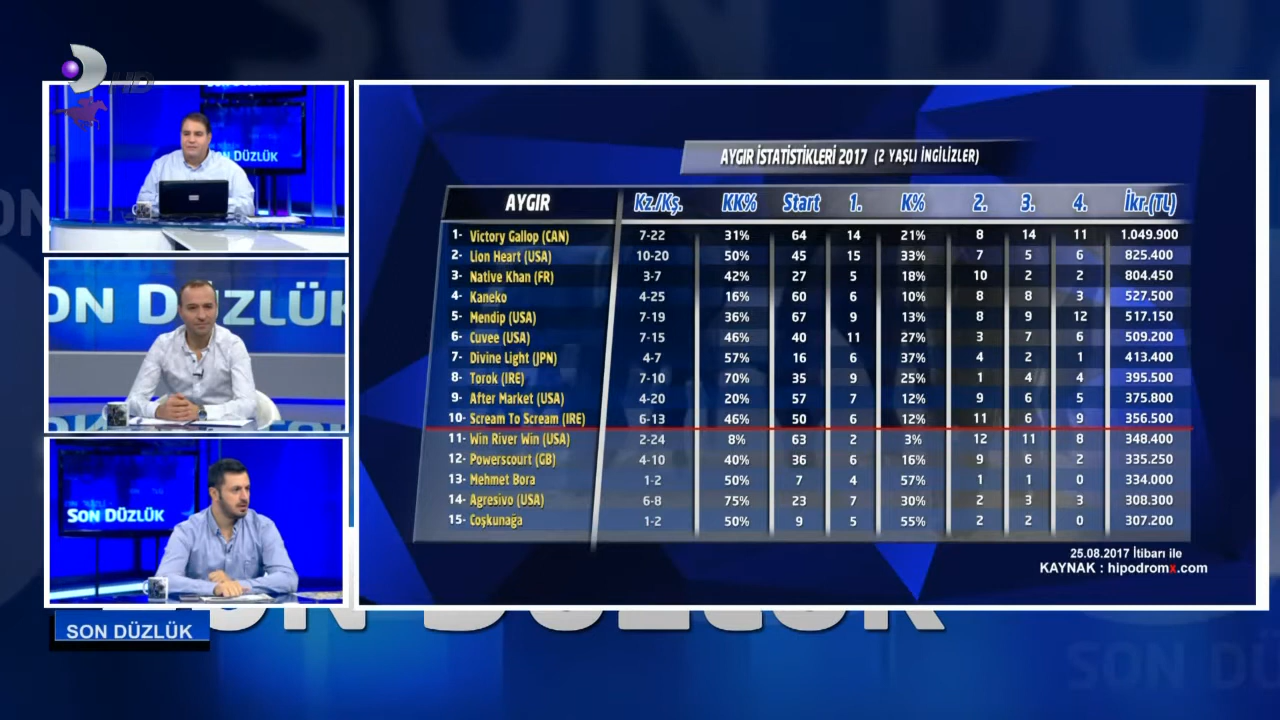 HD
SON DÜZLÜK
SON DÜZLÜK
SON DÜZLÜK
SON DÜZLÜK
AYGIR İSTATİSTİKLERİ 2017 (2 YAŞLI İNGİLİZLER)
AYGIR Kz./Kş. KK% Start 1. K% 2. 3. 4. İkr.(TL)
1- Victory Gallop (CAN) 7-22 31% 64 14 21% 8 14 11 1.049.900
2- Lion Heart (USA) 10-20 50% 45 15 33% 7 5 6 825.400
3- Native Khan (FR) 3-7 42% 27 5 18% 10 2 2 804.450
4- Kaneko 4-25 16% 60 6 10% 8 8 3 527.500
5- Mendip (USA) 7-19 36% 67 9 13% 8 9 12 517.150
6- Cuvee (USA) 7-15 46% 40 11 27% 3 7 6 509.200
7- Divine Light (JPN) 4-7 57% 16 6 37% 4 2 1 413.400
8- Torok (IRE) 7-10 70% 35 9 25% 1 4 4 395.500
9- After Market (USA) 4-20 20% 57 7 12% 9 6 5 375.800
10- Scream To Scream (IRE) 6-13 46% 50 6 12% 11 6 9 356.500
11- Win River Win (USA) 2-24 8% 63 2 3% 12 11 8 348.400
12- Powerscourt (GB) 4-10 40% 36 6 16% 9 6 2 335.250
13- Mehmet Bora 1-2 50% 7 4 57% 1 1 0 334.000
14- Agresivo (USA) 6-8 75% 23 7 30% 2 3 3 308.300
15- Coşkunağa 1-2 50% 9 5 55% 2 2 0 307.200
25.08.2017 İtibarı ile
KAYNAK : hipodromx.com
SON DÜZLÜK